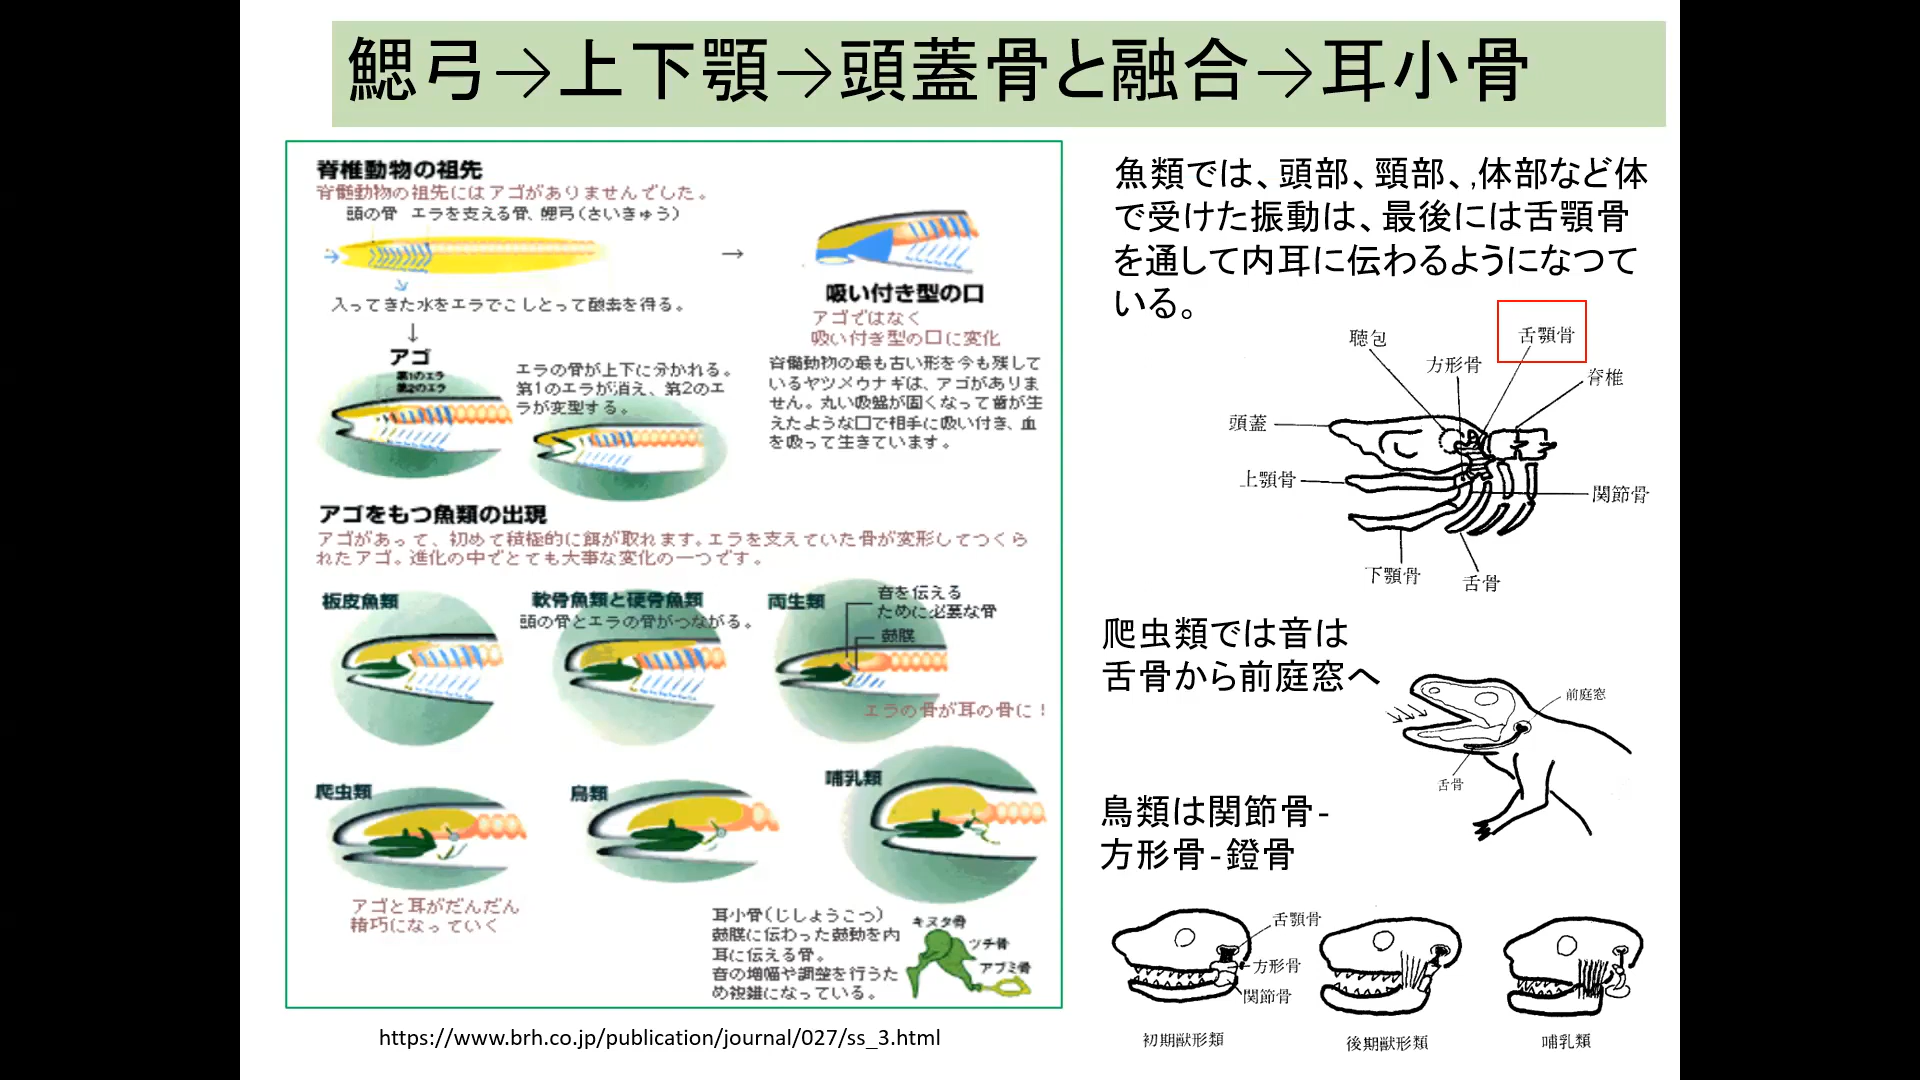 鰓弓→上下顎→頭蓋骨と融合→耳小骨
脊椎動物の祖先
脊髄動物の祖先にはアゴがありませんでした。
頭の骨 エラを支える骨、鰓弓(さいきゅう)
入ってきた水をエラでこしとって酸素を得る。
→
吸い付き型の口
アゴではなく
吸い付き型の口に変化
脊髄動物の最も古い形を今も残して
いるヤツメウナギは、アゴがありま
せん。丸い吸盤が固くなって歯が生
えたような口で相手に吸い付き、血
を吸って生きています。
↓
アゴ
第1のエラ
第2のエラ
エラの骨が上下に分かれる。
第1のエラが消え、第2のエ
ラが変型する。
アゴをもつ魚類の出現
アゴがあって、初めて積極的に餌が取れます。エラを支えていた骨が変形してつくら
れたアゴ。進化の中でとても大事な変化の一つです。
板皮魚類
軟骨魚類と硬骨魚類
頭の骨とエラの骨がつながる。
両生類
音を伝える
ために必要な骨
鼓膜
エラの骨が耳の骨に!
爬虫類
鳥類
哺乳類
アゴと耳がだんだん
精巧になっていく
耳小骨(じしょうこつ)
鼓膜に伝わった鼓動を内
耳に伝える骨。
音の増幅や調整を行うた
め複雑になっている。
キヌタ骨
ツチ骨
アブミ骨
https://www.brh.co.jp/publication/journal/027/ss_3.html
魚類では、頭部、頸部、,体部など体
で受けた振動は、最後には舌顎骨
を通して内耳に伝わるようになつて
いる。
聴包
方形骨
舌顎骨
脊椎
頭蓋
上顎骨
関節骨
下顎骨
舌骨
爬虫類では音は
舌骨から前庭窓へ
前庭窓
舌骨
鳥類は関節骨-
方形骨-鐙骨
舌顎骨
方形骨
関節骨
初期獣形類
後期獣形類
哺乳類